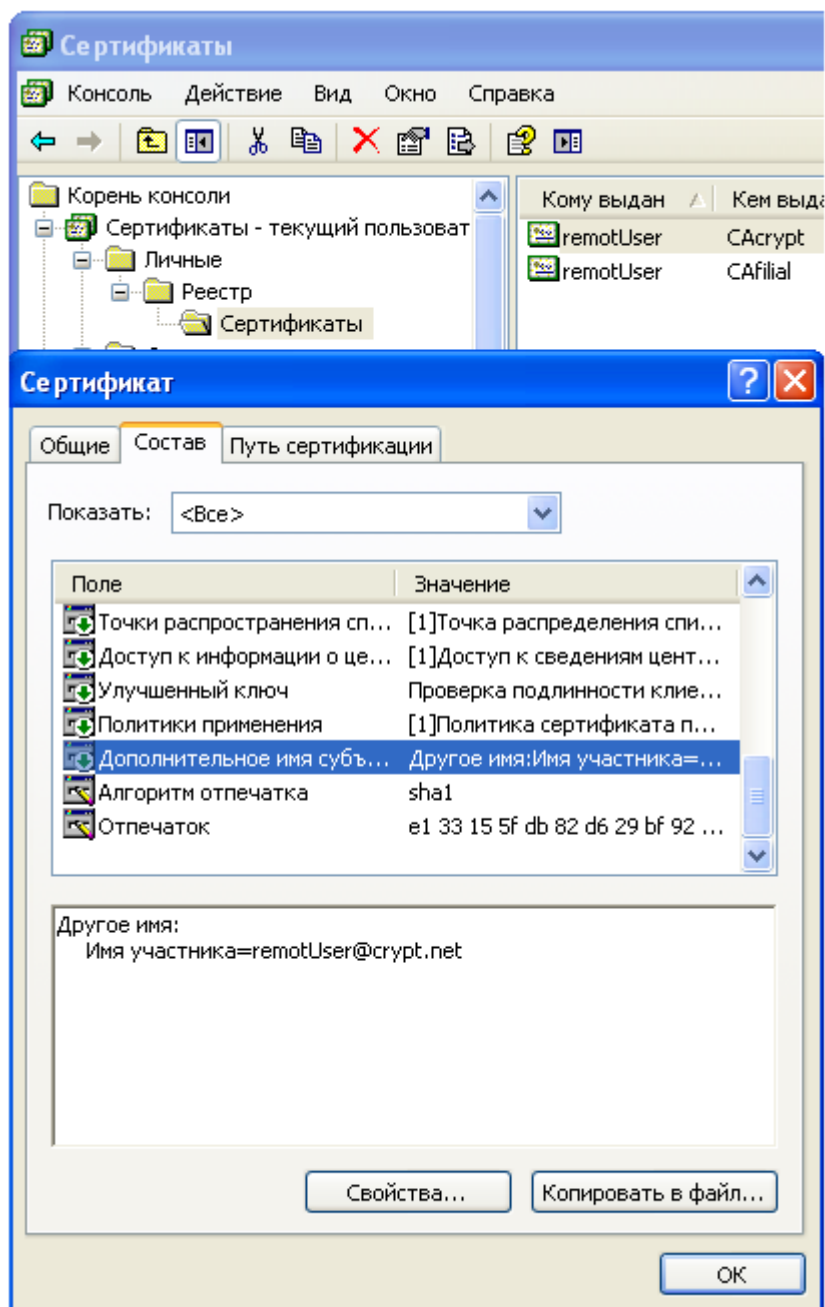 Сертификаты
Консоль Действие Вид Окно Справка
Корень консоли
Сертификаты - текущий пользоват
Личные
Реестр
Сертификаты
Кому выдан Кем выда
remotUser CAcrypt
remotUser CAfilial
Сертификат
Общие Состав Путь сертификации
Показать: <Все>
Поле Значение
Точки распространения сп... [1]Точка распределения спи...
Доступ к информации о це... [1]Доступ к сведениям цент...
Улучшенный ключ Проверка подлинности клие...
Политики применения [1]Политика сертификата п...
Дополнительное имя субъ... Другое имя:Имя участника=...
Алгоритм отпечатка sha1
Отпечаток e1 33 15 5f db 82 d6 29 bf 92 ...
Другое имя:
Имя участника=remotUser@crypt.net
Свойства... Копировать в файл...
ОК